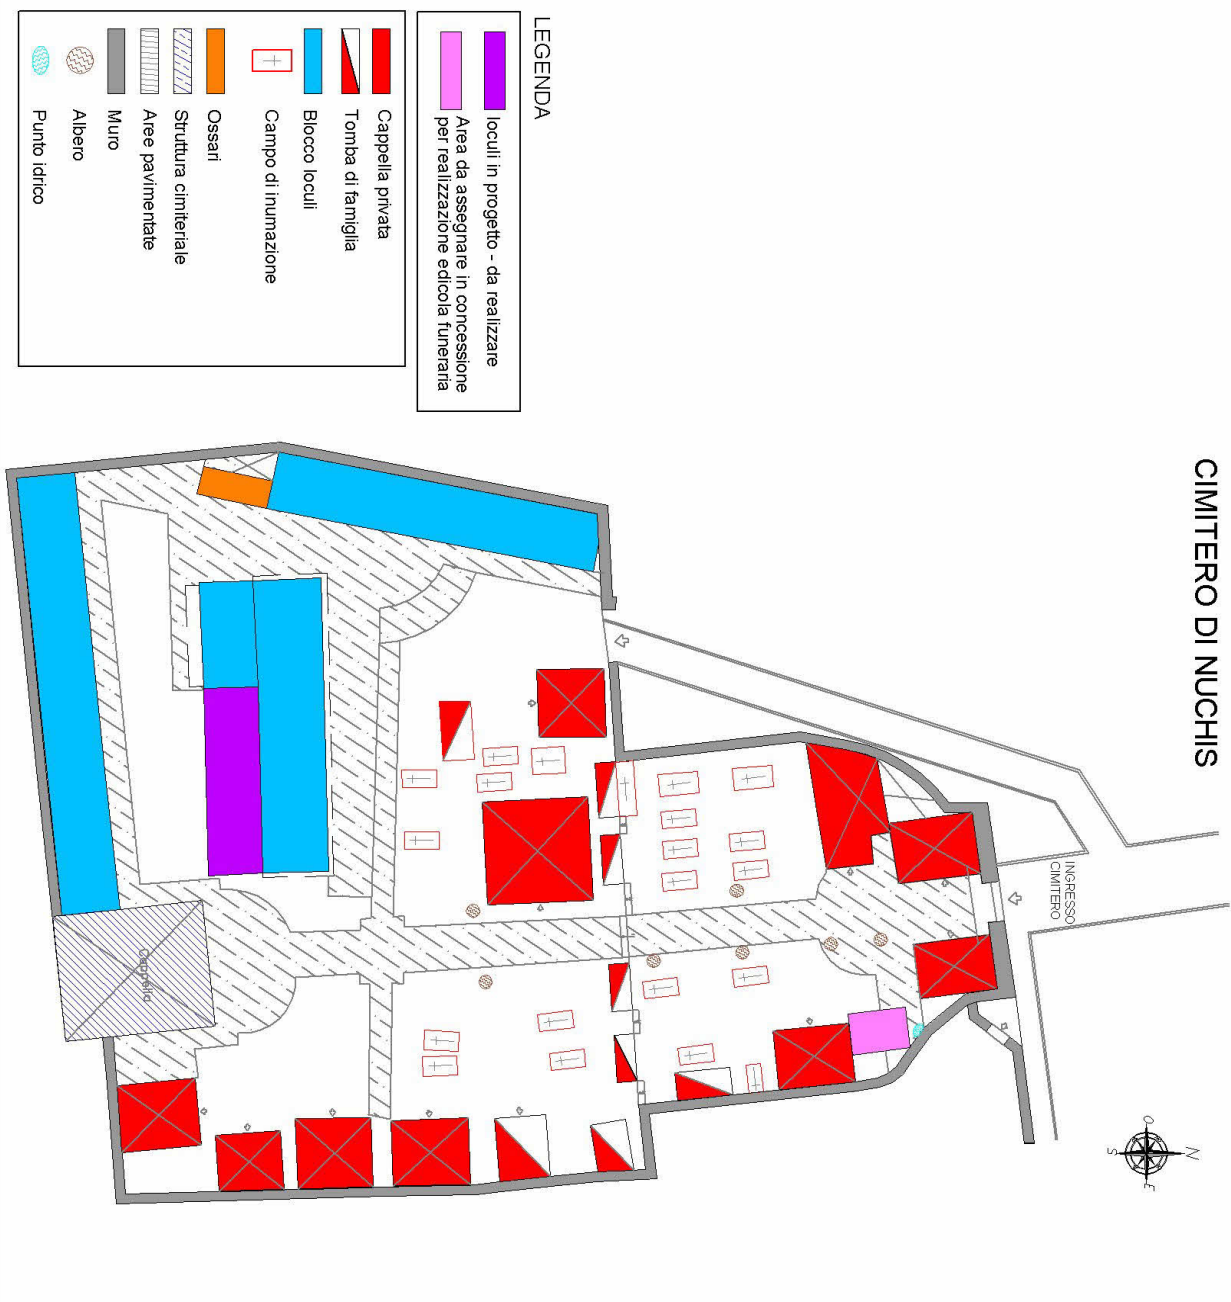 CIMITERO DI NUCHIS
LEGENDA
loculi in progetto - da realizzare
Area da assegnare in concessione
per realizzazione edicola funeraria
Cappella privata
Tomba di famiglia
Blocco loculi
Campo di inumazione
Ossari
Struttura cimiteriale
Aree pavimentate
Muro
Albero
Punto idrico
INGRESSO
CIMITERO
Cappella
N
O
E
S